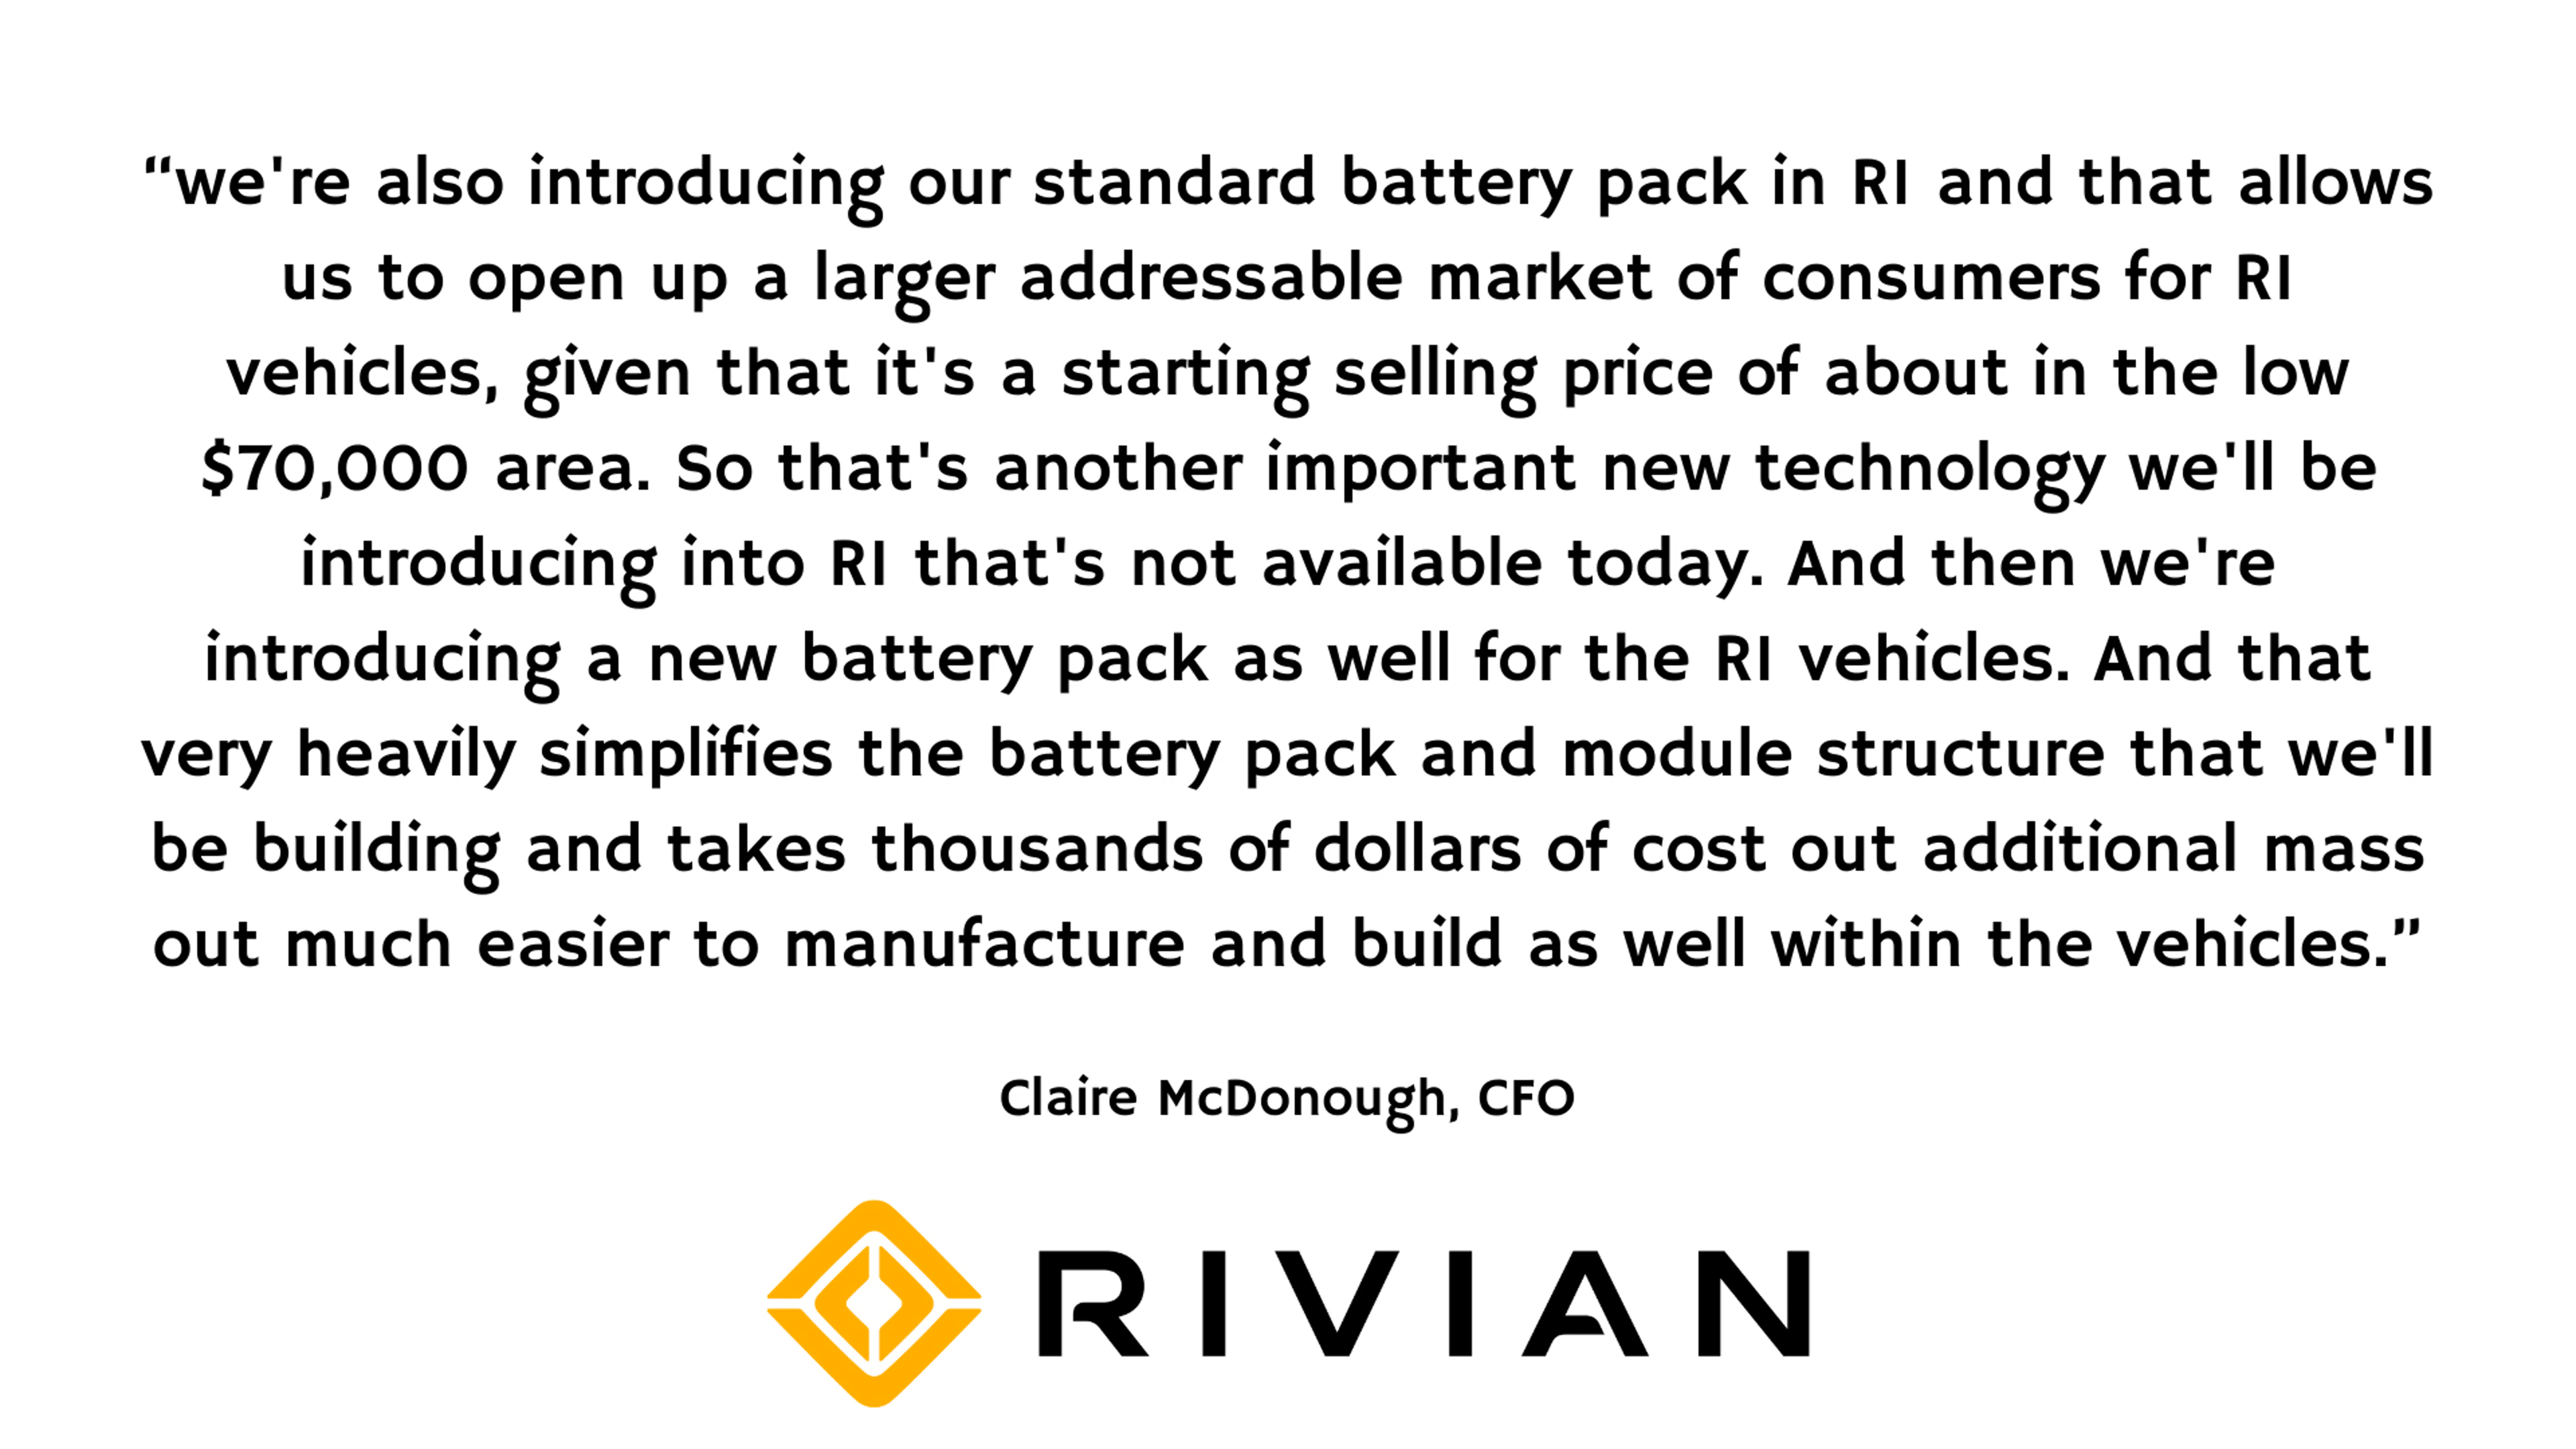 “we're also introducing our standard battery pack in R1 and that allows
us to open up a larger addressable market of consumers for R1
vehicles, given that it's a starting selling price of about in the low
$70,000 area. So that's another important new technology we'll be
introducing into R1 that's not available today. And then we're
introducing a new battery pack as well for the R1 vehicles. And that
very heavily simplifies the battery pack and module structure that we'll
be building and takes thousands of dollars of cost out additional mass
out much easier to manufacture and build as well within the vehicles.”
Claire McDonough, CFO
RIVIAN